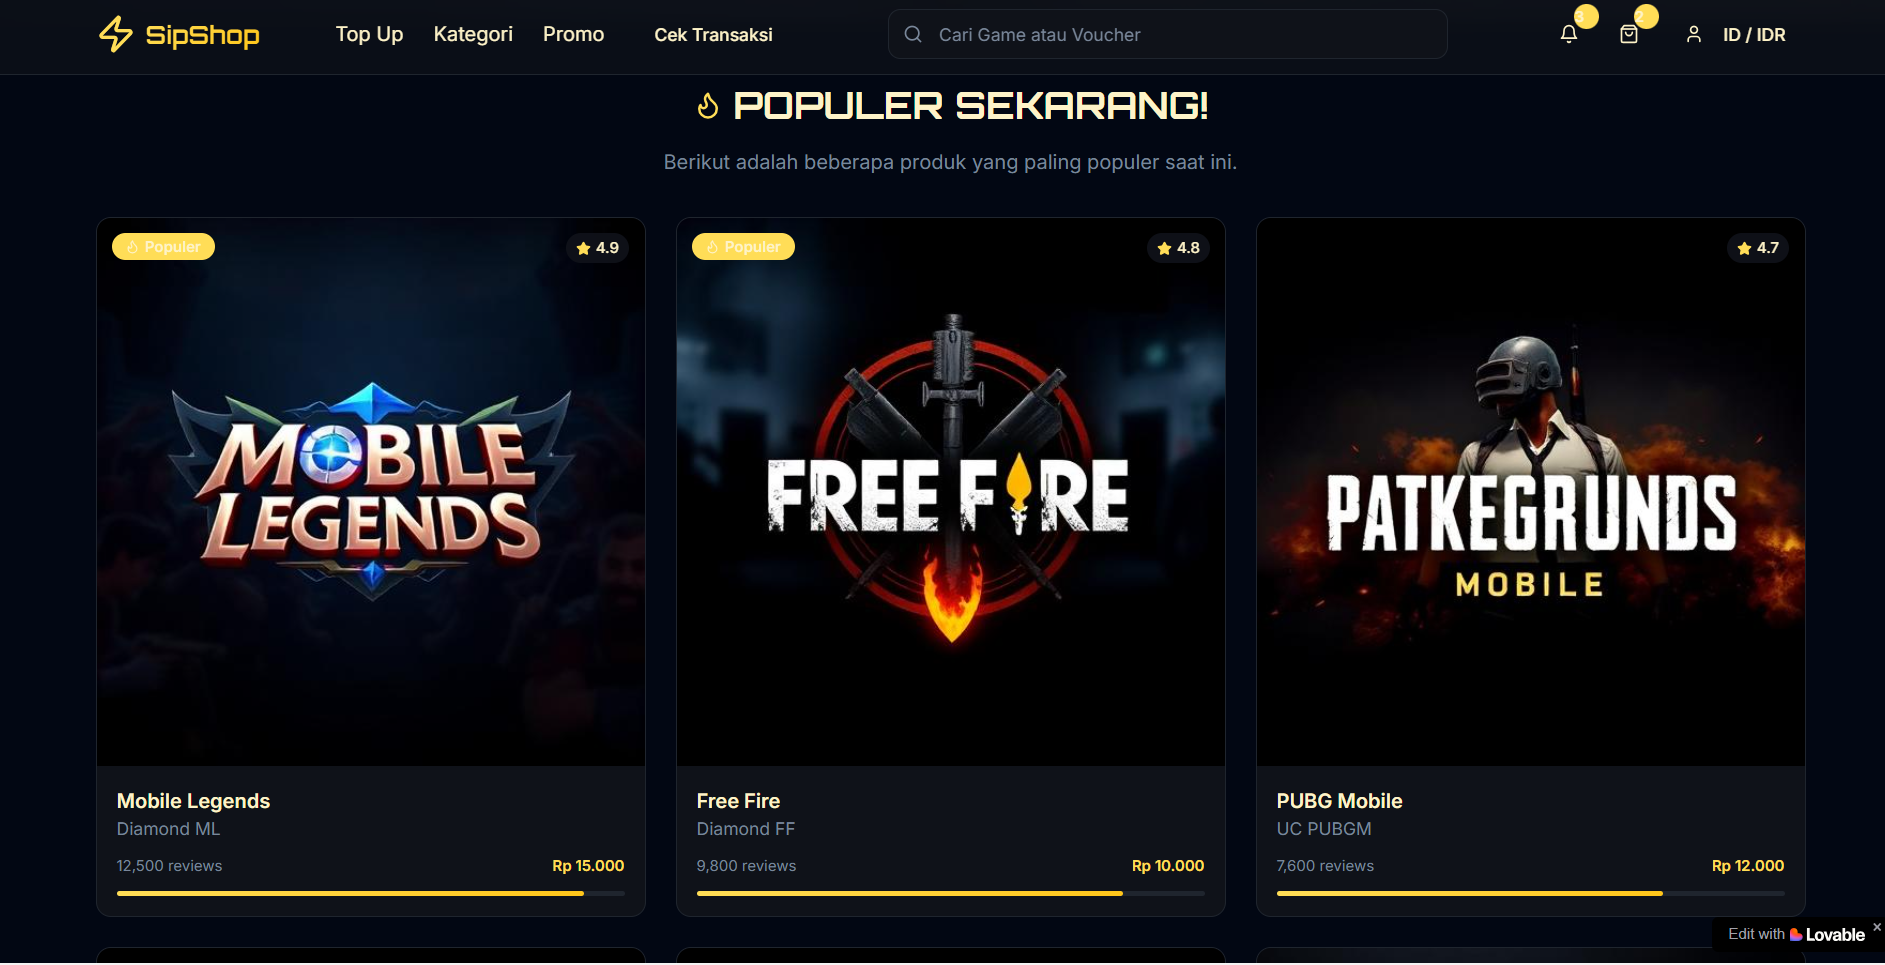 SipShop
Top Up
Kategori
Promo
Cek Transaksi
Cari Game atau Voucher
3
2
ID / IDR
POPULER SEKARANG!
Berikut adalah beberapa produk yang paling populer saat ini.
Populer
4.9
MOBILE
LEGENDS
Mobile Legends
Diamond ML
12,500 reviews
Rp 15.000
Populer
4.8
FREE FIRE
Free Fire
Diamond FF
9,800 reviews
Rp 10.000
4.7
PATKEGRUNDS
MOBILE
PUBG Mobile
UC PUBGM
7,600 reviews
Rp 12.000
Edit with Lovable
×